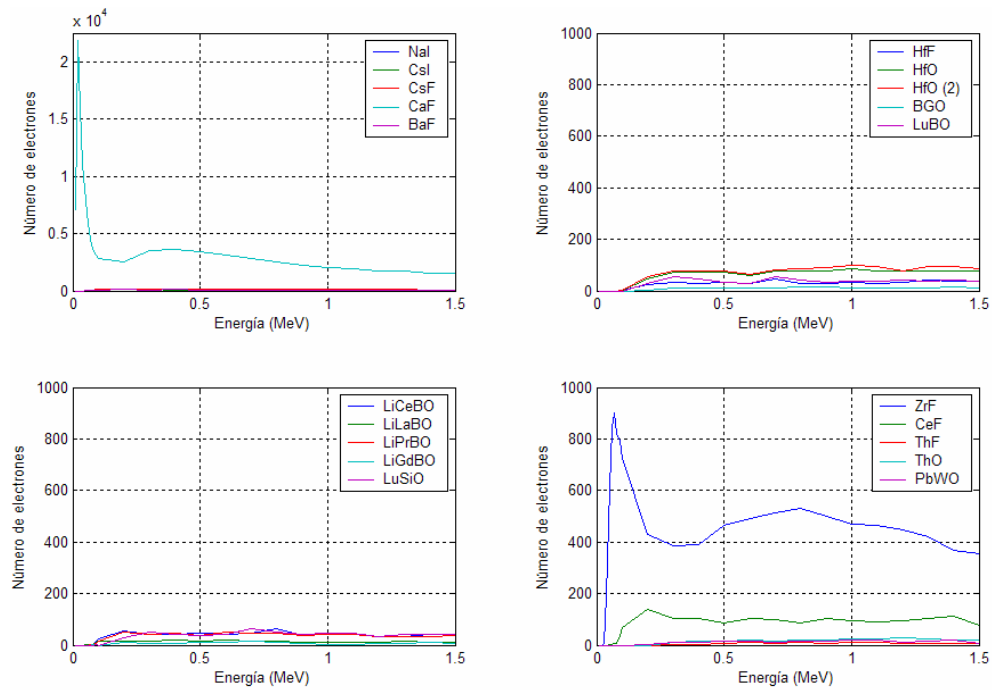 x 10⁴
2
1.5
1
0.5
0
0
0.5
1
1.5
Número de electrones
Energía (MeV)
NaI
CsI
CsF
CaF
BaF
1000
800
600
400
200
0
0
0.5
1
1.5
Número de electrones
Energía (MeV)
HfF
HfO
HfO (2)
BGO
LuBO
1000
800
600
400
200
0
0
0.5
1
1.5
Número de electrones
Energía (MeV)
LiCeBO
LiLaBO
LiPrBO
LiGdBO
LuSiO
1000
800
600
400
200
0
0
0.5
1
1.5
Número de electrones
Energía (MeV)
ZrF
CeF
ThF
ThO
PbWO